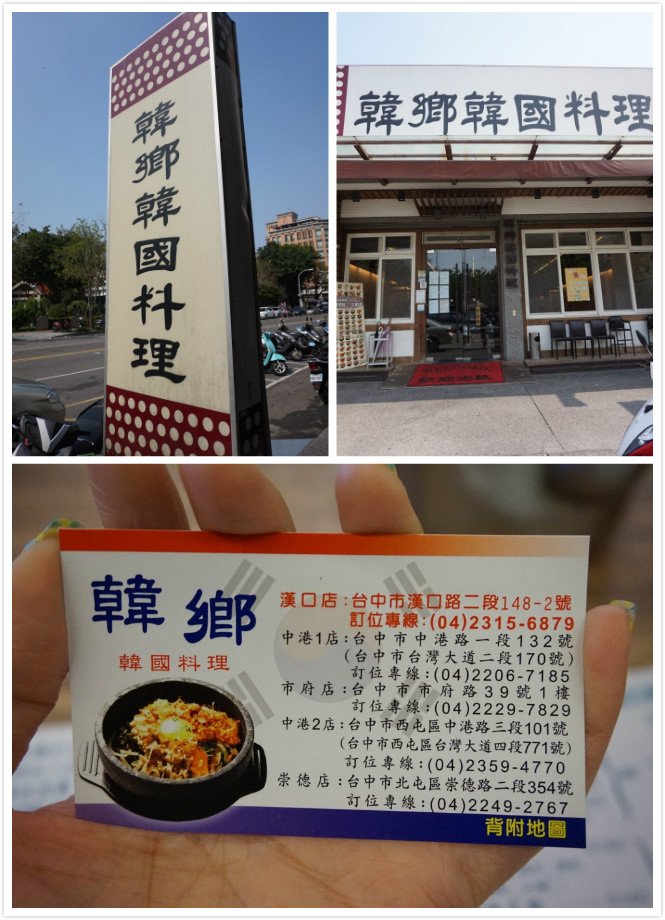 韓鄉韓國料理
韓鄉韓國料理
歡迎光臨
韓鄉
韓國料理
漢口店:台中市漢口路二段148-2號
訂位專線:(04)2315-6879
中港1店:台中市中港路一段132號
(台中市台灣大道二段170號)
訂位專線:(04)2206-7185
市府店:台中市市府路39號1樓
訂位專線:(04)2229-7829
中港2店:台中市西屯區中港路三段101號
(台中市西屯區台灣大道四段771號)
訂位專線:(04)2359-4770
崇德店:台中市北屯區崇德路二段354號
訂位專線:(04)2249-2767
背附地圖